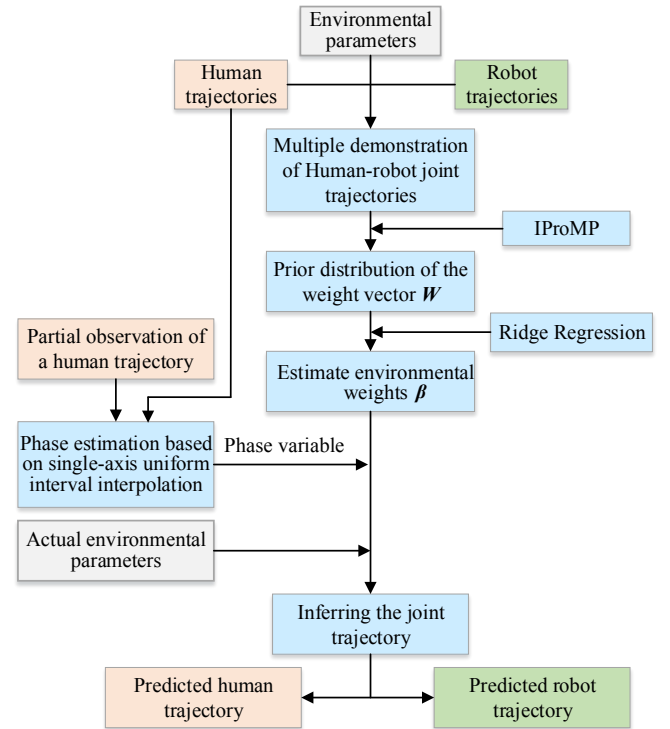 Environmental
parameters
Human
trajectories
Robot
trajectories
Multiple demonstration
of Human-robot joint
trajectories
IProMP
Prior distribution of the
weight vector W
Partial observation of
a human trajectory
Ridge Regression
Estimate environmental
weights β
Phase estimation based
on single-axis uniform
interval interpolation
Phase variable
Actual environmental
parameters
Inferring the joint
trajectory
Predicted human
trajectory
Predicted robot
trajectory